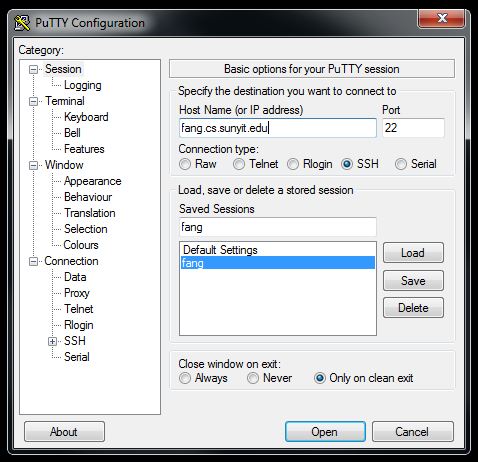 PuTTY Configuration
Category:
Session
Logging
Terminal
Keyboard
Bell
Features
Window
Appearance
Behaviour
Translation
Selection
Colours
Connection
Data
Proxy
Telnet
Rlogin
SSH
Serial
Basic options for your PuTTY session
Specify the destination you want to connect to
Host Name (or IP address) Port
fang.cs.sunyit.edu 22
Connection type:
Raw Telnet Rlogin SSH Serial
Load, save or delete a stored session
Saved Sessions
fang
Default Settings
fang
Load
Save
Delete
Close window on exit:
Always Never Only on clean exit
About Open Cancel